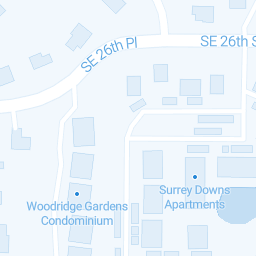 SE 26th Pl
SE 26th S
Woodridge Gardens
Condominium
Surrey Downs
Apartments